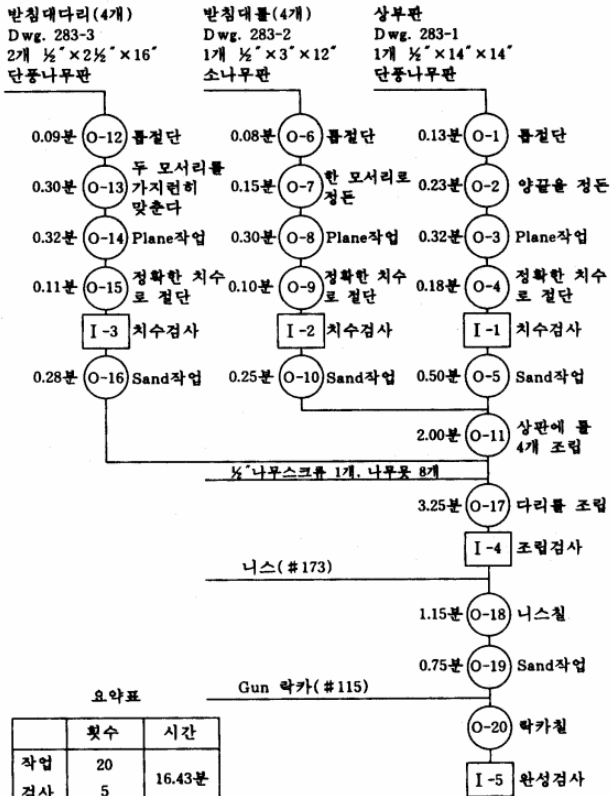 받침대다리(4개)
Dwg. 283-3
2개 ½″×2½″×16″
단풍나무판
받침대틀(4개)
Dwg. 283-2
1개 ½″×3″×12″
소나무판
상부판
Dwg. 283-1
1개 ½″×14″×14″
단풍나무판
0.09분 O-12 톱절단
0.30분 O-13 두 모서리를
가지런히
맞춘다
0.32분 O-14 Plane작업
0.11분 O-15 정확한 치수
로 절단
I-3 치수검사
0.28분 O-16 Sand작업
0.08분 O-6 톱절단
0.15분 O-7 한 모서리로
정돈
0.30분 O-8 Plane작업
0.10분 O-9 정확한 치수
로 절단
I-2 치수검사
0.25분 O-10 Sand작업
0.13분 O-1 톱절단
0.23분 O-2 양끝을 정돈
0.32분 O-3 Plane작업
0.18분 O-4 정확한 치수
로 절단
I-1 치수검사
0.50분 O-5 Sand작업
2.00분 O-11 상판에 틀
4개 조립
½″나무스크류 1개, 나무못 8개
3.25분 O-17 다리를 조립
I-4 조립검사
니스(#173)
1.15분 O-18 니스칠
0.75분 O-19 Sand작업
Gun 락카(#115)
O-20 락카칠
I-5 완성검사
요약표
횟수 시간
작업 20
16.43분
검사 5